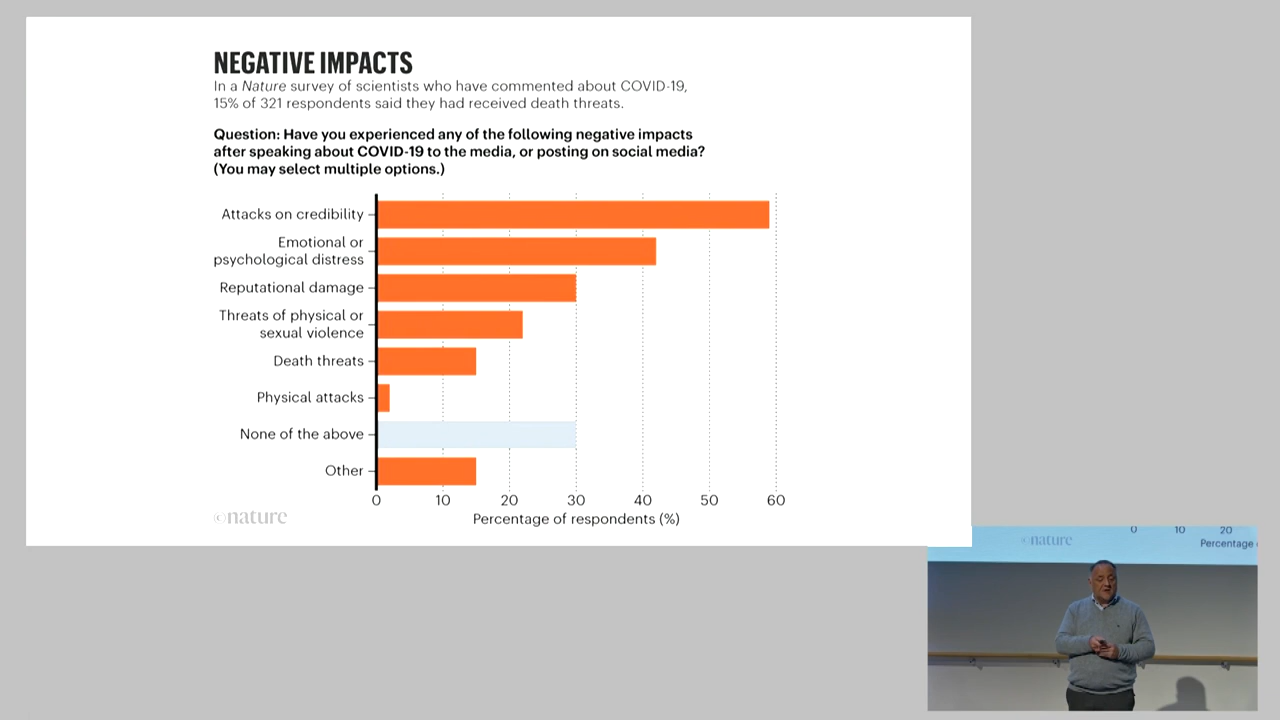 NEGATIVE IMPACTS
In a Nature survey of scientists who have commented about COVID-19,
15% of 321 respondents said they had received death threats.
Question: Have you experienced any of the following negative impacts
after speaking about COVID-19 to the media, or posting on social media?
(You may select multiple options.)
Attacks on credibility
Emotional or
psychological distress
Reputational damage
Threats of physical or
sexual violence
Death threats
Physical attacks
None of the above
Other
0 10 20 30 40 50 60
Percentage of respondents (%)
©nature
0 10 20
©nature
Percentage